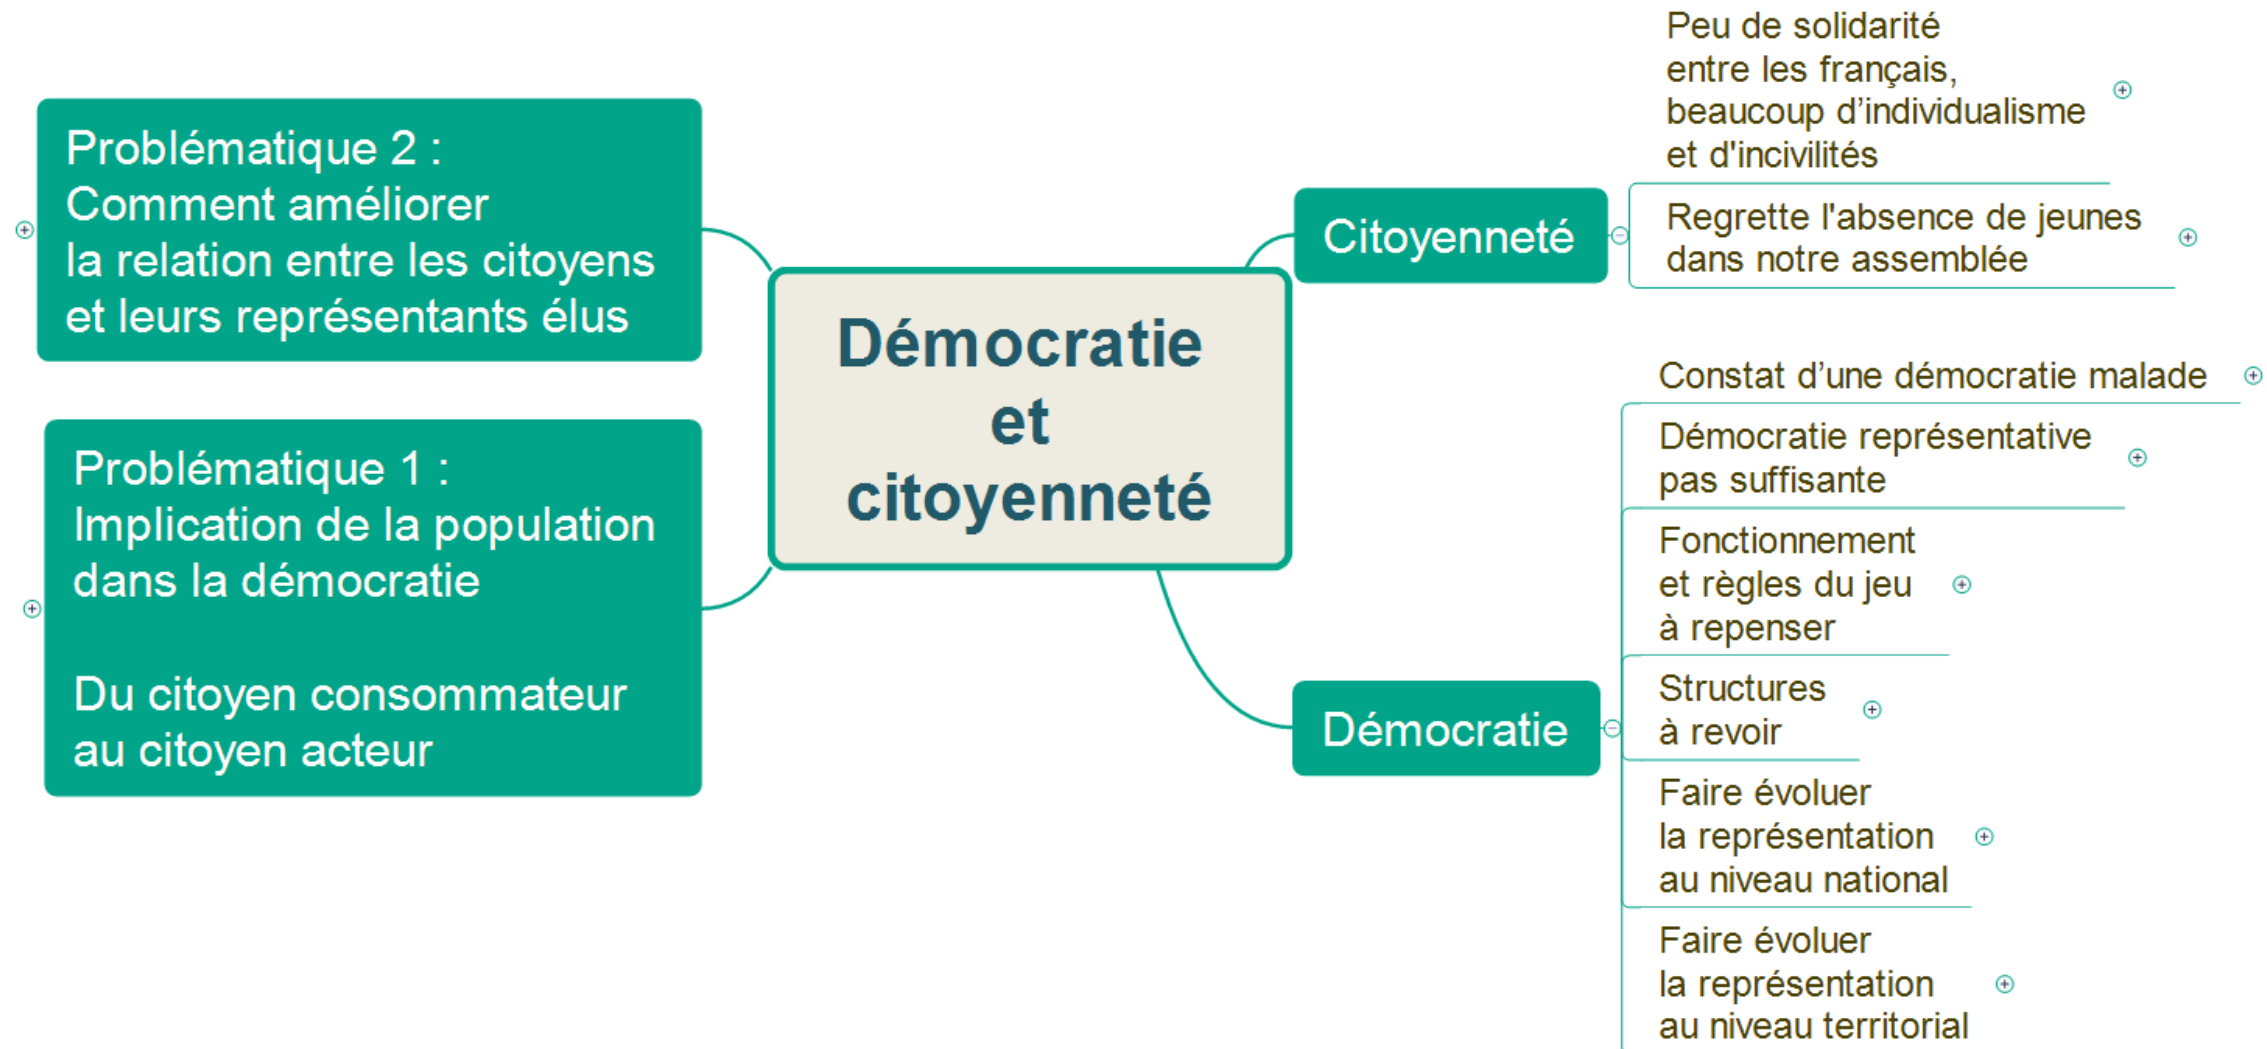 Démocratie
et
citoyenneté
Citoyenneté
Peu de solidarité
entre les français,
beaucoup d’individualisme
et d'incivilités
Regrette l'absence de jeunes
dans notre assemblée
Démocratie
Constat d’une démocratie malade
Démocratie représentative
pas suffisante
Fonctionnement
et règles du jeu
à repenser
Structures
à revoir
Faire évoluer
la représentation
au niveau national
Faire évoluer
la représentation
au niveau territorial
Problématique 1 :
Implication de la population
dans la démocratie
Du citoyen consommateur
au citoyen acteur
Problématique 2 :
Comment améliorer
la relation entre les citoyens
et leurs représentants élus